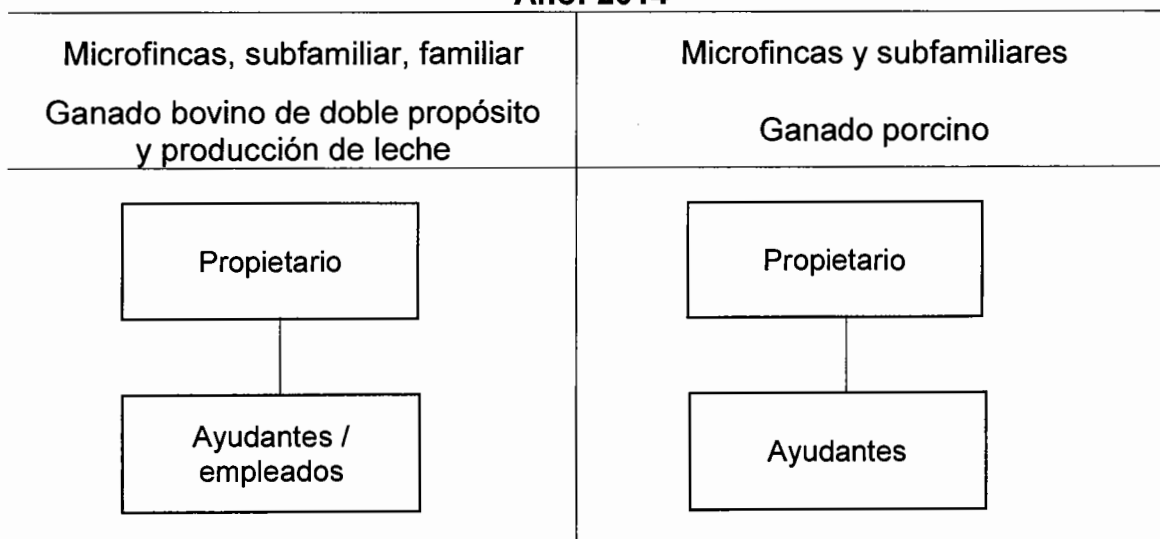 Microfincas, subfamiliar, familiar
Ganado bovino de doble propósito
y producción de leche
Microfincas y subfamiliares
Ganado porcino
Propietario
Ayudantes /
empleados
Propietario
Ayudantes